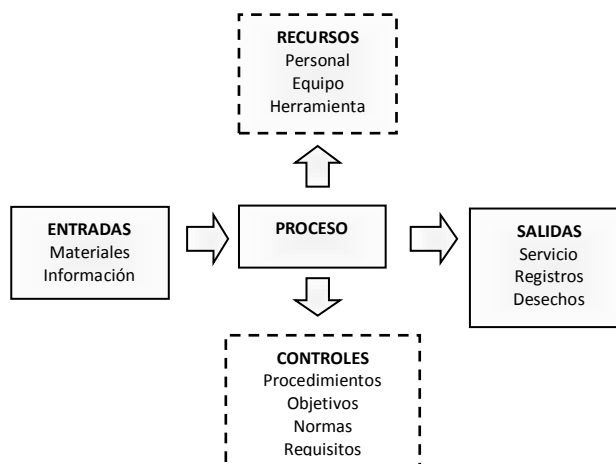 RECURSOS
Personal
Equipo
Herramienta
ENTRADAS
Materiales
Información
PROCESO
SALIDAS
Servicio
Registros
Desechos
CONTROLES
Procedimientos
Objetivos
Normas
Requisitos